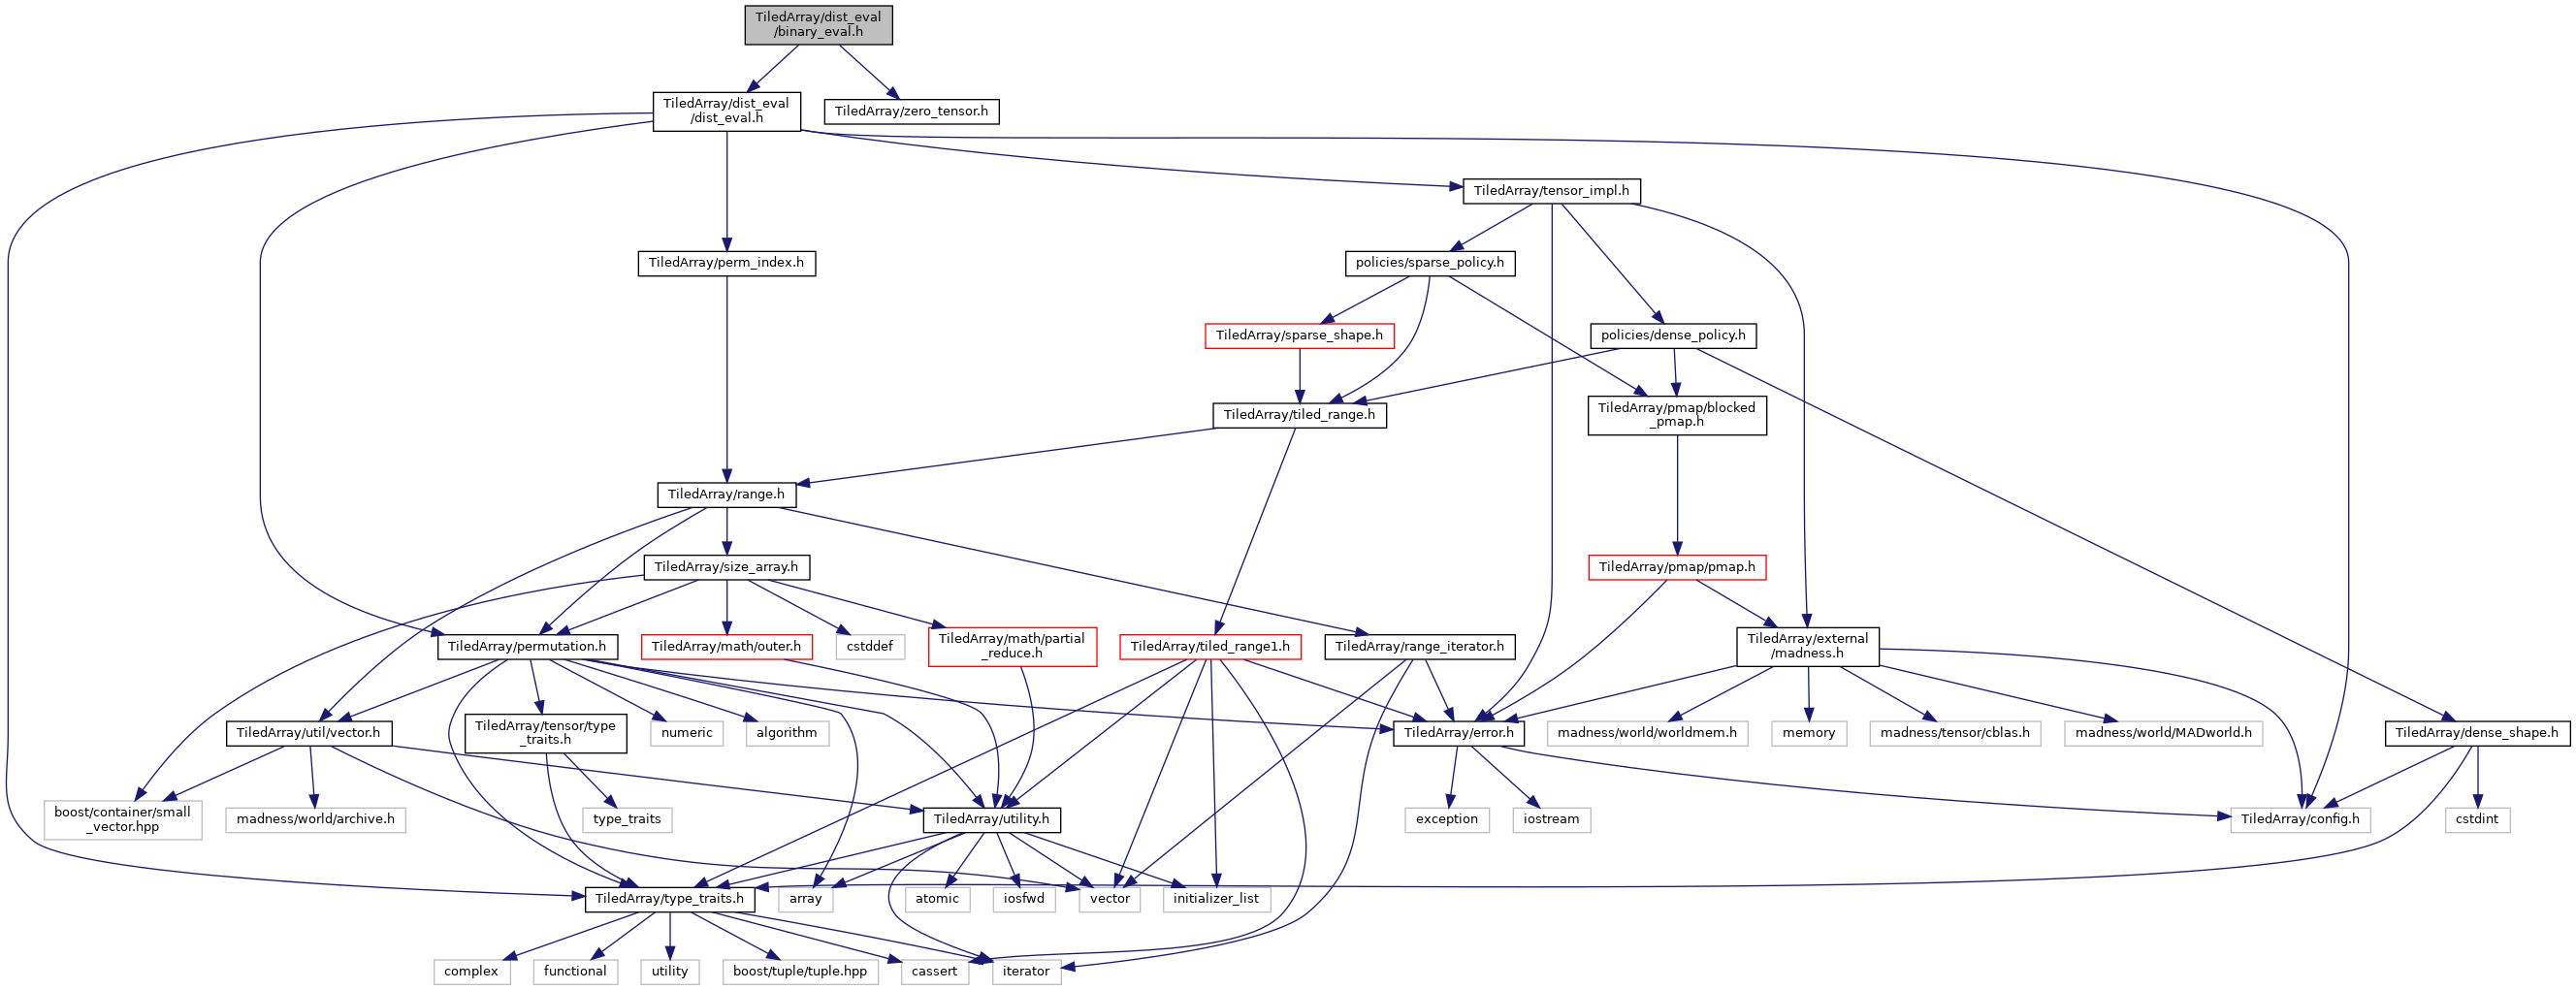 TiledArray/dist_eval
/binary_eval.h
TiledArray/dist_eval
/dist_eval.h
TiledArray/zero_tensor.h
TiledArray/tensor_impl.h
TiledArray/perm_index.h
policies/sparse_policy.h
TiledArray/sparse_shape.h
policies/dense_policy.h
TiledArray/tiled_range.h
TiledArray/pmap/blocked
_pmap.h
TiledArray/range.h
TiledArray/size_array.h
TiledArray/pmap/pmap.h
TiledArray/permutation.h
TiledArray/math/outer.h
cstddef
TiledArray/math/partial
_reduce.h
TiledArray/tiled_range1.h
TiledArray/range_iterator.h
TiledArray/external
/madness.h
TiledArray/util/vector.h
TiledArray/tensor/type
_traits.h
numeric
algorithm
TiledArray/error.h
madness/world/worldmem.h
memory
madness/tensor/cblas.h
madness/world/MADworld.h
TiledArray/dense_shape.h
boost/container/small
_vector.hpp
madness/world/archive.h
type_traits
TiledArray/utility.h
exception
iostream
TiledArray/config.h
cstdint
TiledArray/type_traits.h
array
atomic
iosfwd
vector
initializer_list
complex
functional
utility
boost/tuple/tuple.hpp
cassert
iterator